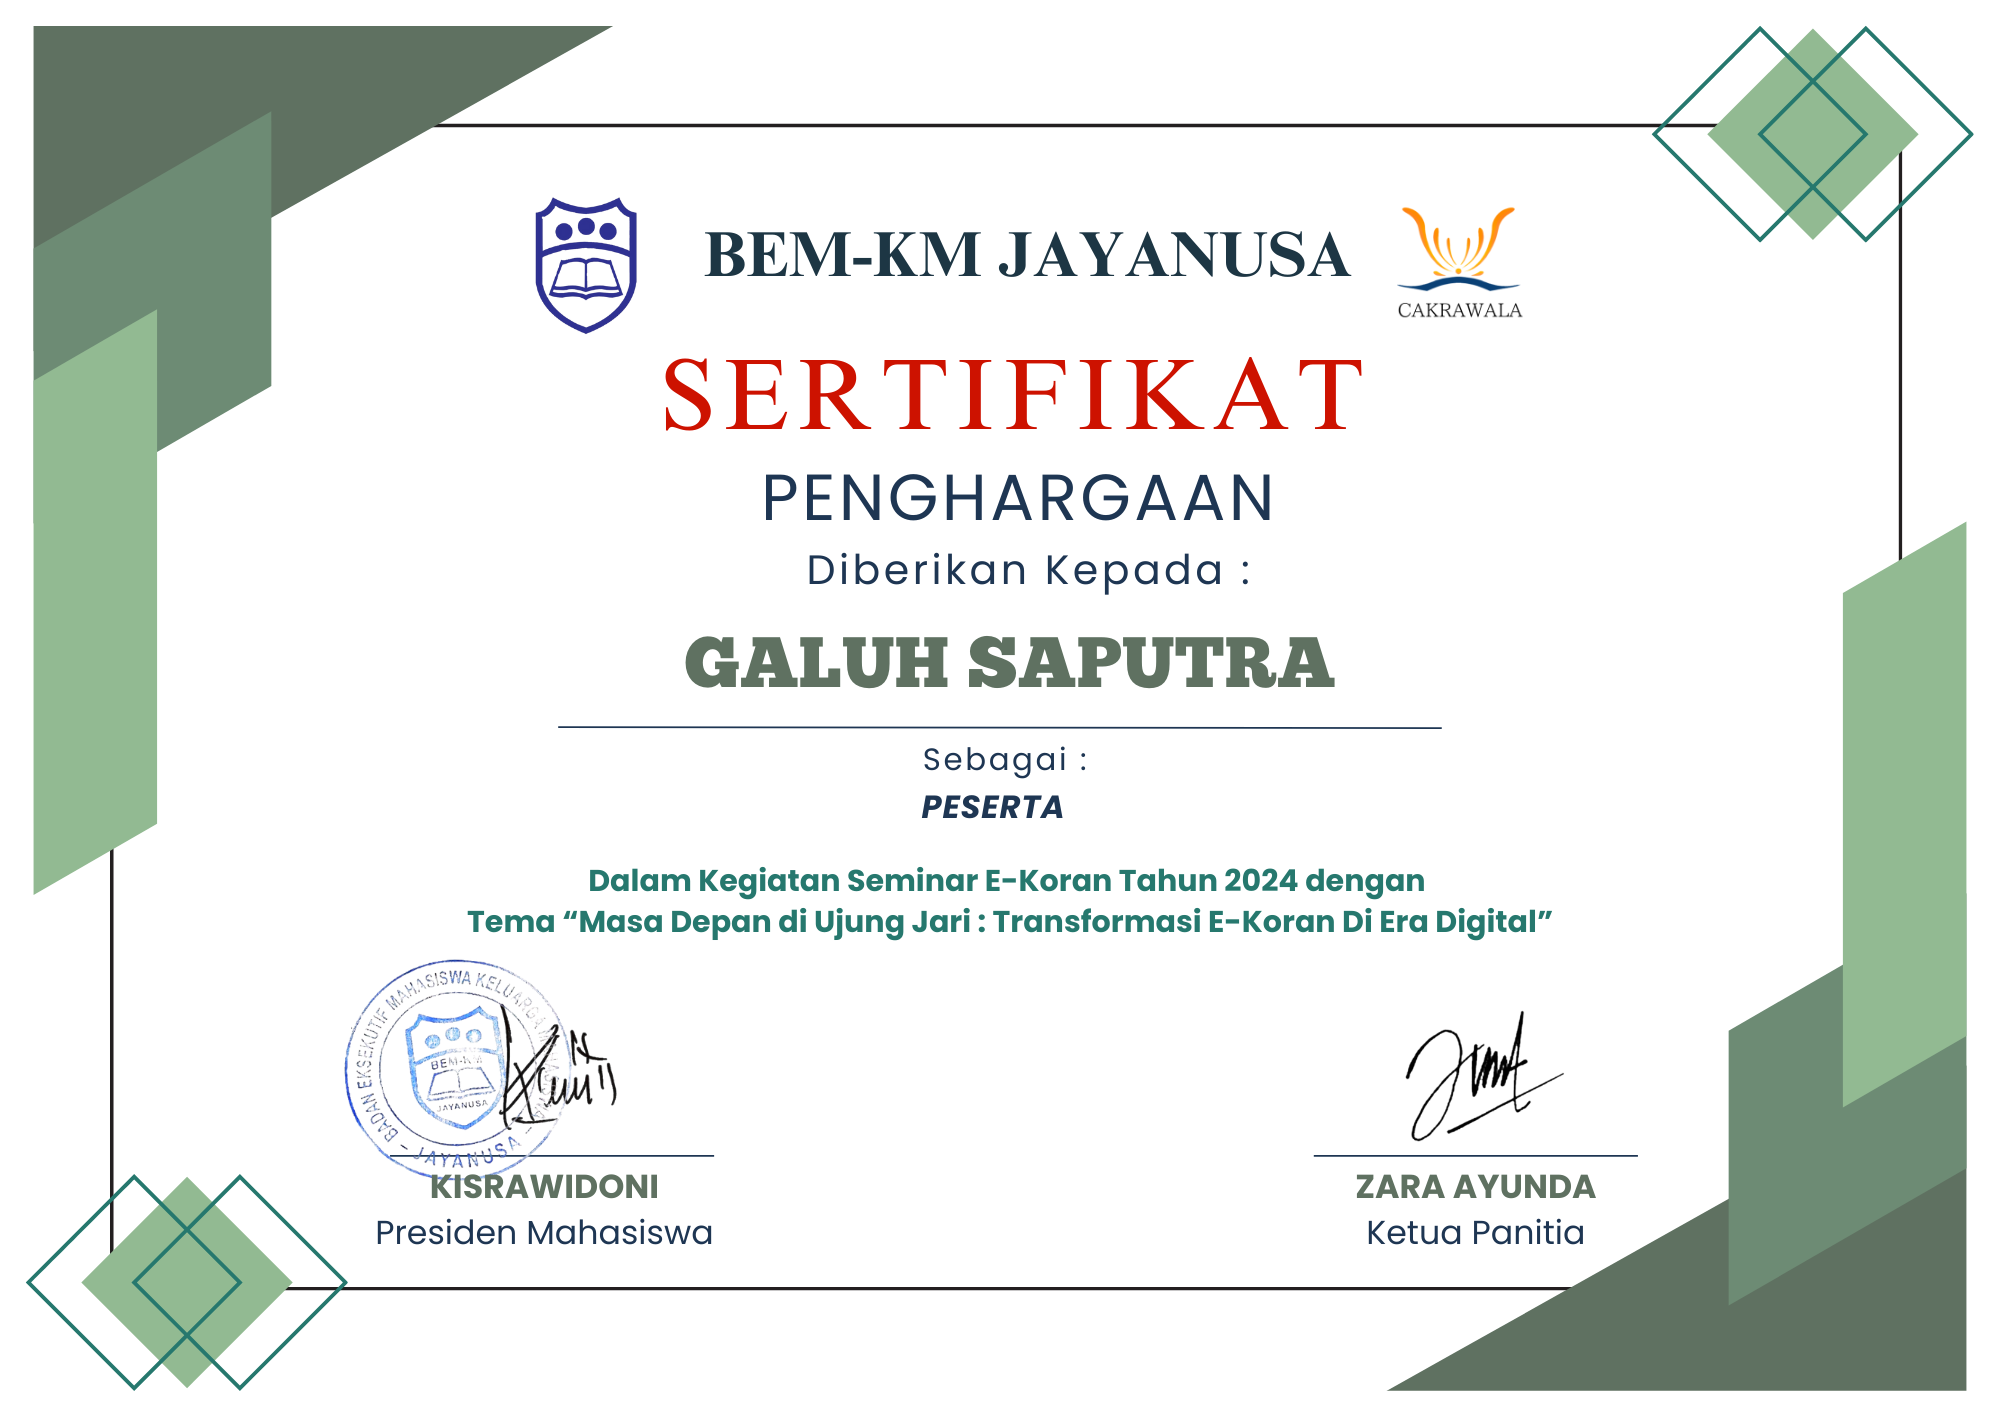 BEM-KM JAYANUSA
CAKRAWALA
SERTIFIKAT
PENGHARGAAN
Diberikan Kepada :
GALUH SAPUTRA
Sebagai :
PESERTA
Dalam Kegiatan Seminar E-Koran Tahun 2024 dengan
Tema “Masa Depan di Ujung Jari : Transformasi E-Koran Di Era Digital”
BADAN EKSEKUTIF MAHASISWA KELUARGA
BEM-KM
JAYANUSA
- JAYANUSA -
KISRAWIDONI
Presiden Mahasiswa
ZARA AYUNDA
Ketua Panitia